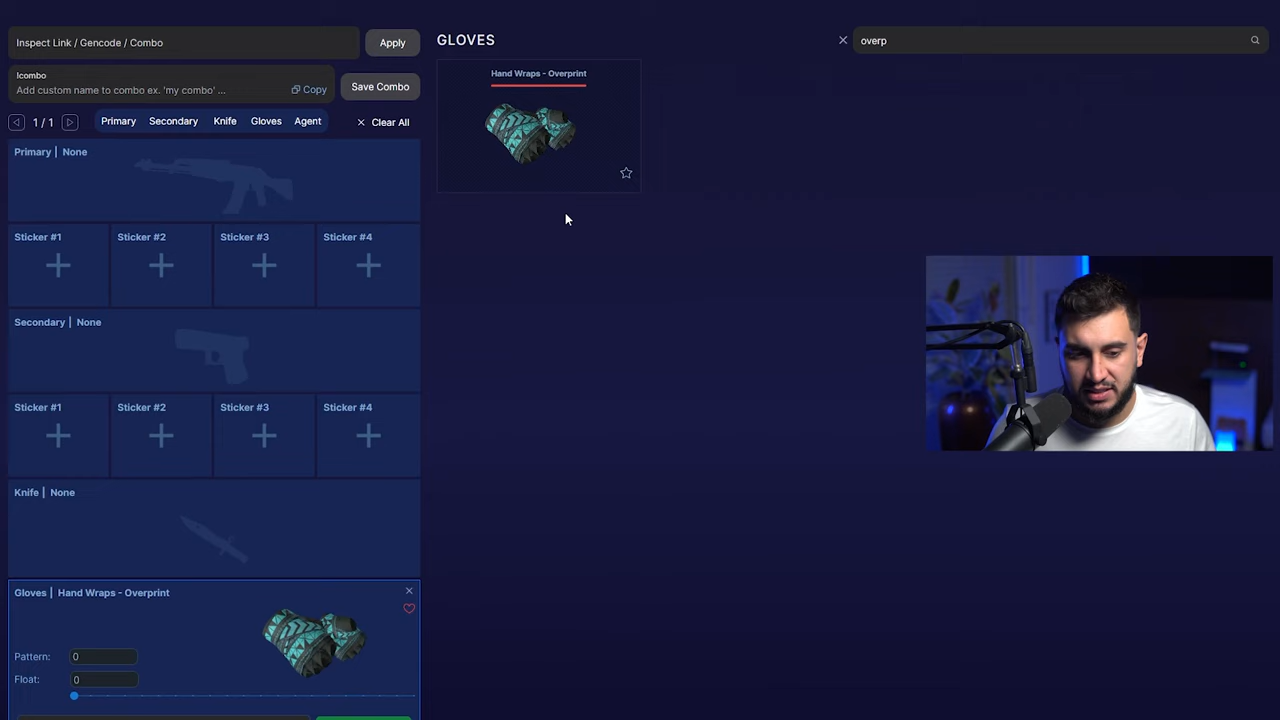 Inspect Link / Gencode / Combo
Apply
!combo
Add custom name to combo ex. 'my combo' ...
Copy
Save Combo
1 / 1
Primary
Secondary
Knife
Gloves
Agent
Clear All
Primary | None
Sticker #1
Sticker #2
Sticker #3
Sticker #4
Secondary | None
Sticker #1
Sticker #2
Sticker #3
Sticker #4
Knife | None
Gloves | Hand Wraps - Overprint
Pattern:
0
Float:
0
GLOVES
overp
Hand Wraps - Overprint